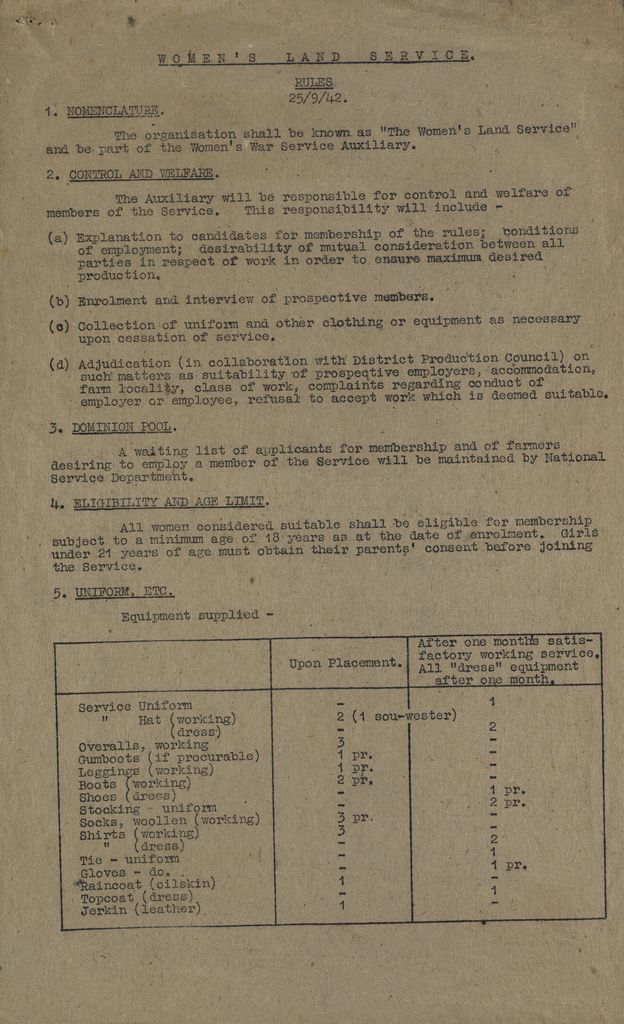 WOMEN'S LAND SERVICE.
RULES
25/9/42.
1. NOMENCLATURE.
The organisation shall be known as "The Women's Land Service"
and be part of the Women's War Service Auxiliary.
2. CONTROL AND WELFARE.
The Auxiliary will be responsible for control and welfare of
members of the Service. This responsibility will include -
(a) Explanation to candidates for membership of the rules; conditions
of employment; desirability of mutual consideration between all
parties in respect of work in order to ensure maximum desired
production.
(b) Enrolment and interview of prospective members.
(c) Collection of uniform and other clothing or equipment as necessary
upon cessation of service.
(d) Adjudication (in collaboration with District Production Council) on
such matters as suitability of prospective employers, accommodation,
farm locality, class of work, complaints regarding conduct of
employer or employee, refusal to accept work which is deemed suitable.
3. DOMINION POOL.
A waiting list of applicants for membership and of farmers
desiring to employ a member of the Service will be maintained by National
Service Department.
4. ELIGIBILITY AND AGE LIMIT.
All women considered suitable shall be eligible for membership
subject to a minimum age of 18 years as at the date of enrolment. Girls
under 21 years of age must obtain their parents' consent before joining
the Service.
5. UNIFORM, ETC.
Equipment supplied -
Upon Placement.
After one months satis-
factory working service.
All "dress" equipment
after one month.
Service Uniform - 1
" Hat (working) 2 (1 sou-wester)
(dress) - 2
Overalls, working 3 -
Gumboots (if procurable) 1 pr. -
Leggings (working) 1 pr. -
Boots (working) 2 pr. -
Shoes (dress) - 1 pr.
Stocking - uniform - 2 pr.
Socks, woollen (working) 3 pr. -
Shirts (working) 3 -
" (dress) - 2
Tie - uniform - 1
Gloves - do. - 1 pr.
Raincoat (oilskin) 1 -
Topcoat (dress) - 1
Jerkin (leather) 1 -